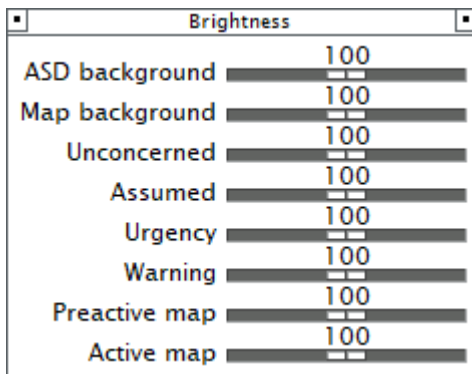 Brightness
100
ASD background
100
Map background
100
Unconcerned
100
Assumed
100
Urgency
100
Warning
100
Preactive map
100
Active map